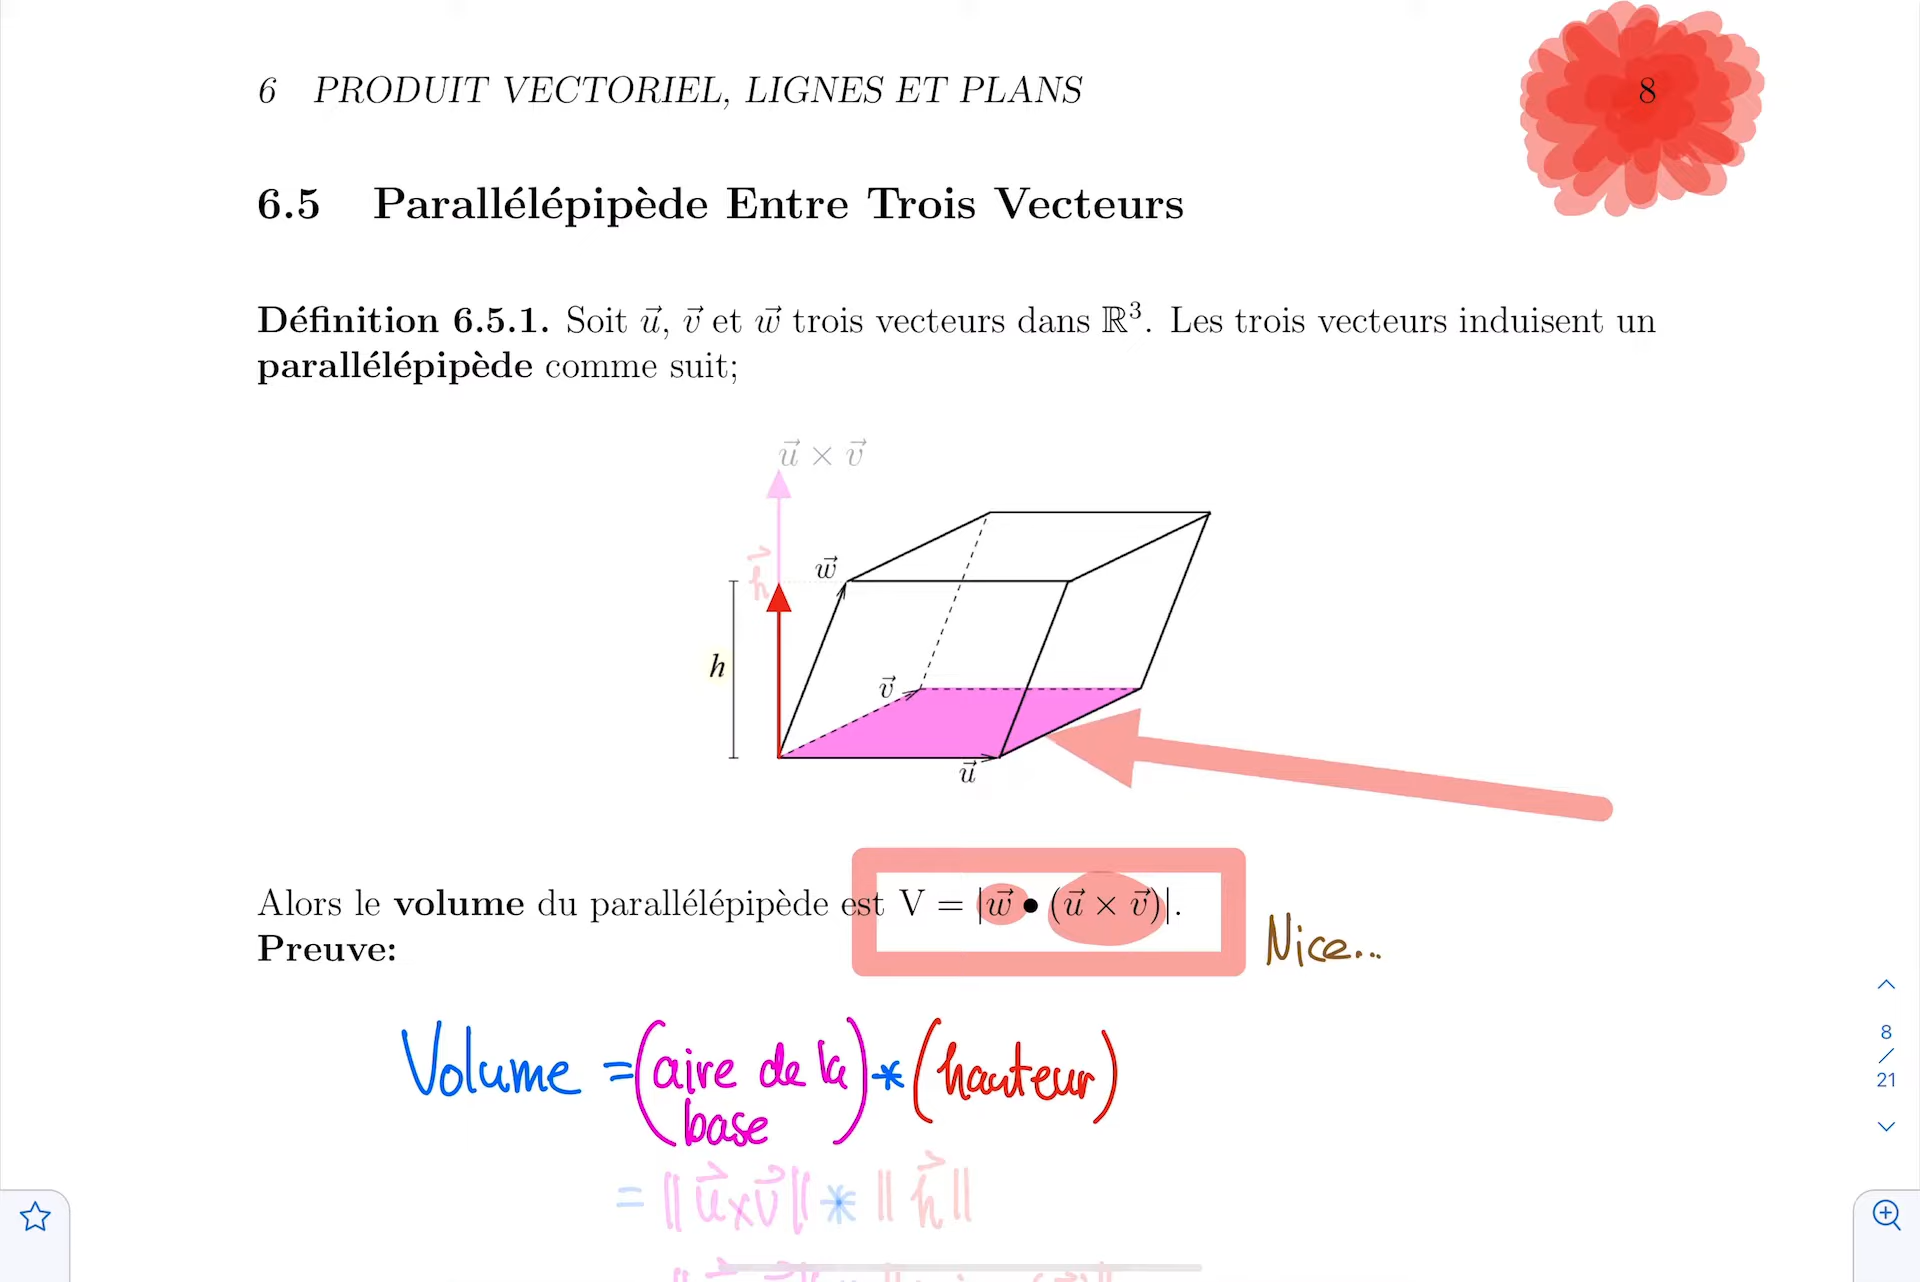 6 PRODUIT VECTORIEL, LIGNES ET PLANS 8
6.5 Parallélépipède Entre Trois Vecteurs
Définition 6.5.1. Soit u⃗, v⃗ et w⃗ trois vecteurs dans ℝ³. Les trois vecteurs induisent un
parallélépipède comme suit;
u⃗ × v⃗
h⃗
w⃗
h
v⃗
u⃗
Alors le volume du parallélépipède est V = |w⃗ • (u⃗ × v⃗)|.
Preuve:
Nice...
Volume = (aire de la base) * (hauteur)
= ||u⃗ x v⃗|| * ||h⃗||
8
/
21